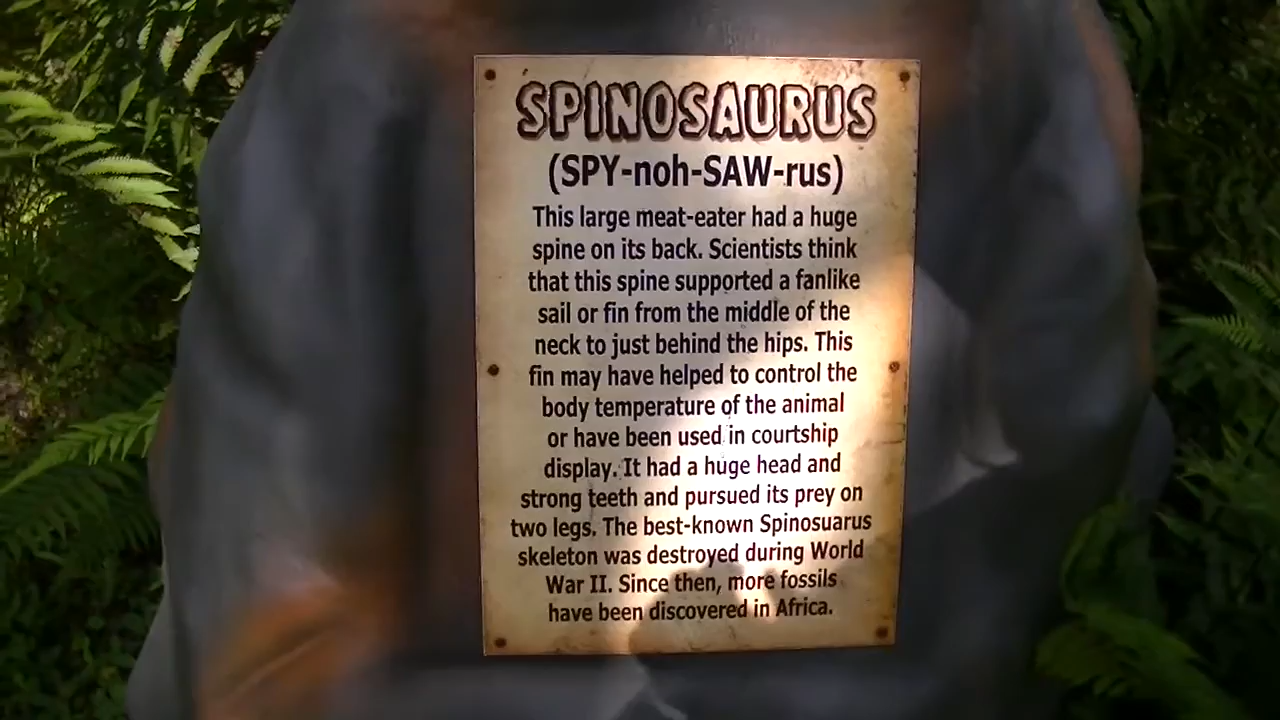 SPINOSAURUS
(SPY-noh-SAW-rus)
This large meat-eater had a huge
spine on its back. Scientists think
that this spine supported a fanlike
sail or fin from the middle of the
neck to just behind the hips. This
fin may have helped to control the
body temperature of the animal
or have been used in courtship
display. It had a huge head and
strong teeth and pursued its prey on
two legs. The best-known Spinosuarus
skeleton was destroyed during World
War II. Since then, more fossils
have been discovered in Africa.